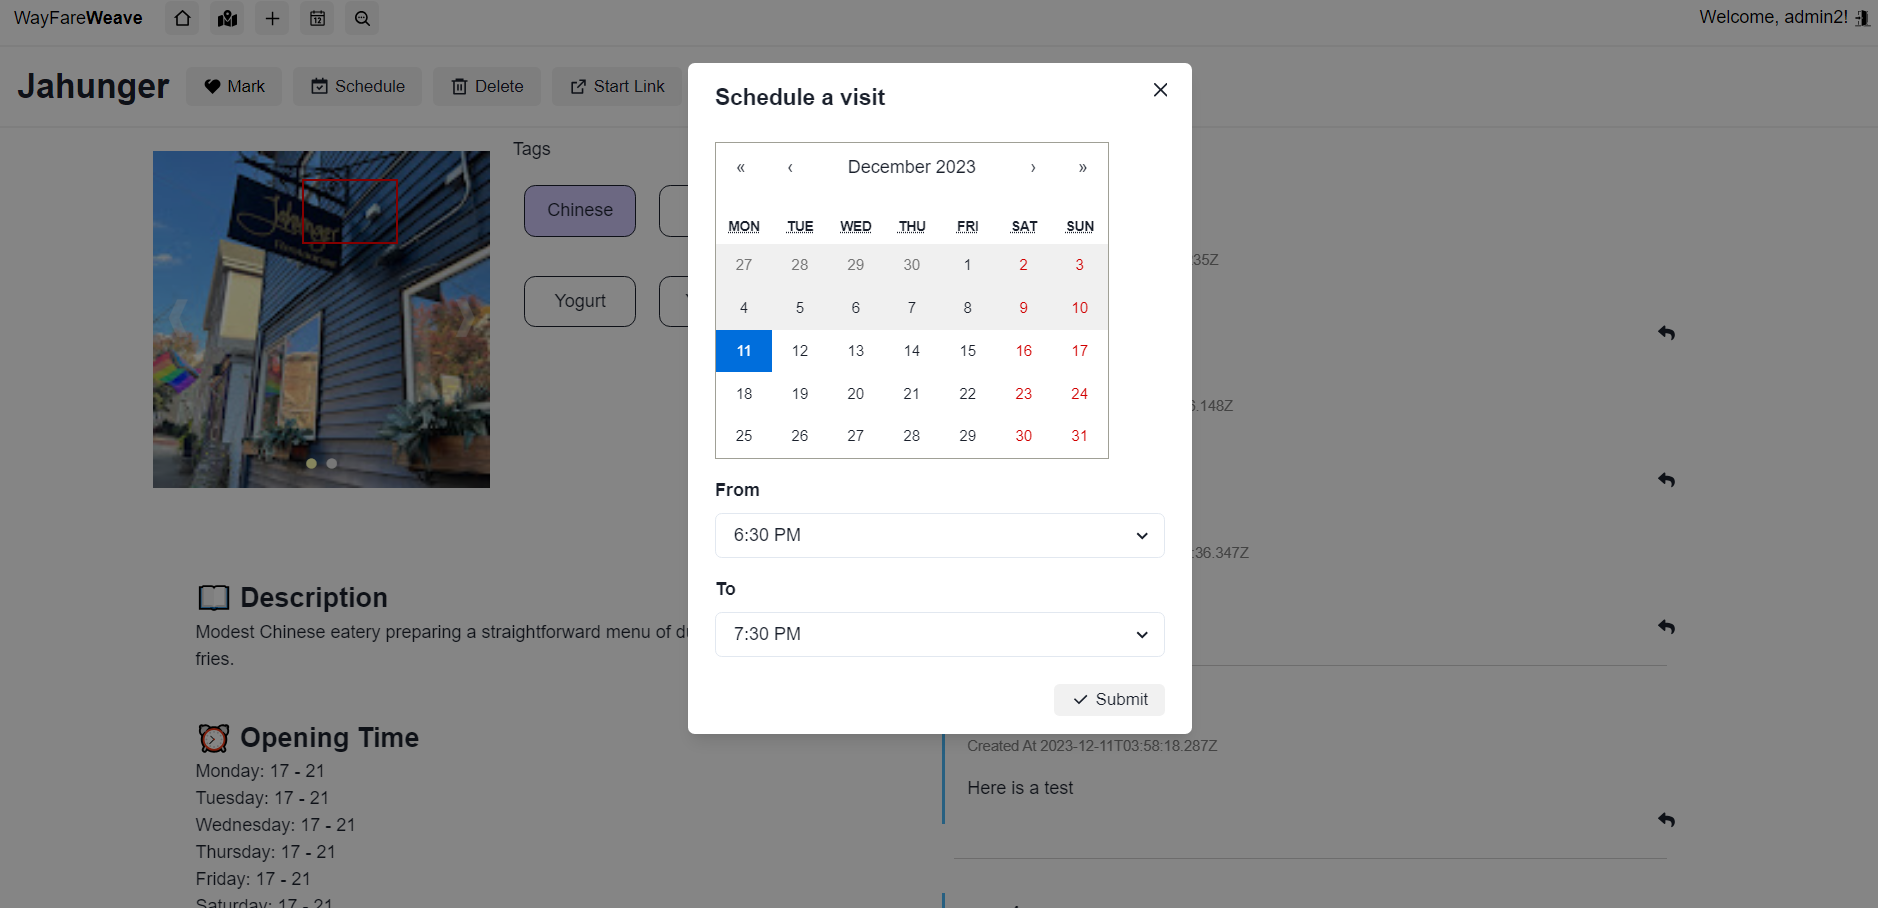 WayFareWeave
12
Welcome, admin2!
Jahunger
Mark
Schedule
Delete
Start Link
Tags
Chinese
Yogurt
Jahunger
Description
Modest Chinese eatery preparing a straightforward menu of
fries.
Opening Time
Monday: 17 - 21
Tuesday: 17 - 21
Wednesday: 17 - 21
Thursday: 17 - 21
Friday: 17 - 21
Saturday: 17 - 21
Schedule a visit
« ‹ December 2023 › »
MON TUE WED THU FRI SAT SUN
27 28 29 30 1 2 3
4 5 6 7 8 9 10
11 12 13 14 15 16 17
18 19 20 21 22 23 24
25 26 27 28 29 30 31
From
6:30 PM
To
7:30 PM
Submit
35Z
.148Z
:36.347Z
Created At 2023-12-11T03:58:18.287Z
Here is a test